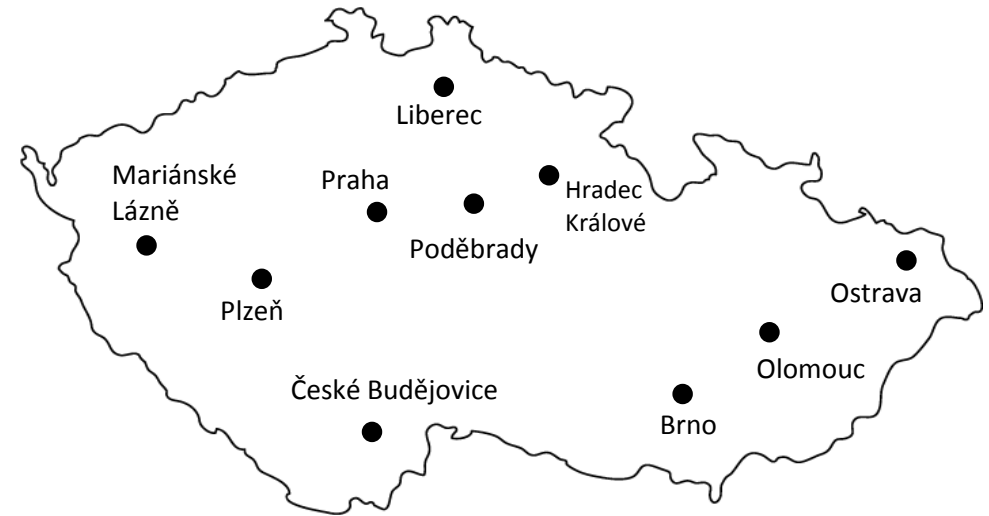 Liberec
Mariánské
Lázně
Praha
Hradec
Králové
Poděbrady
Plzeň
Ostrava
Olomouc
České Budějovice
Brno